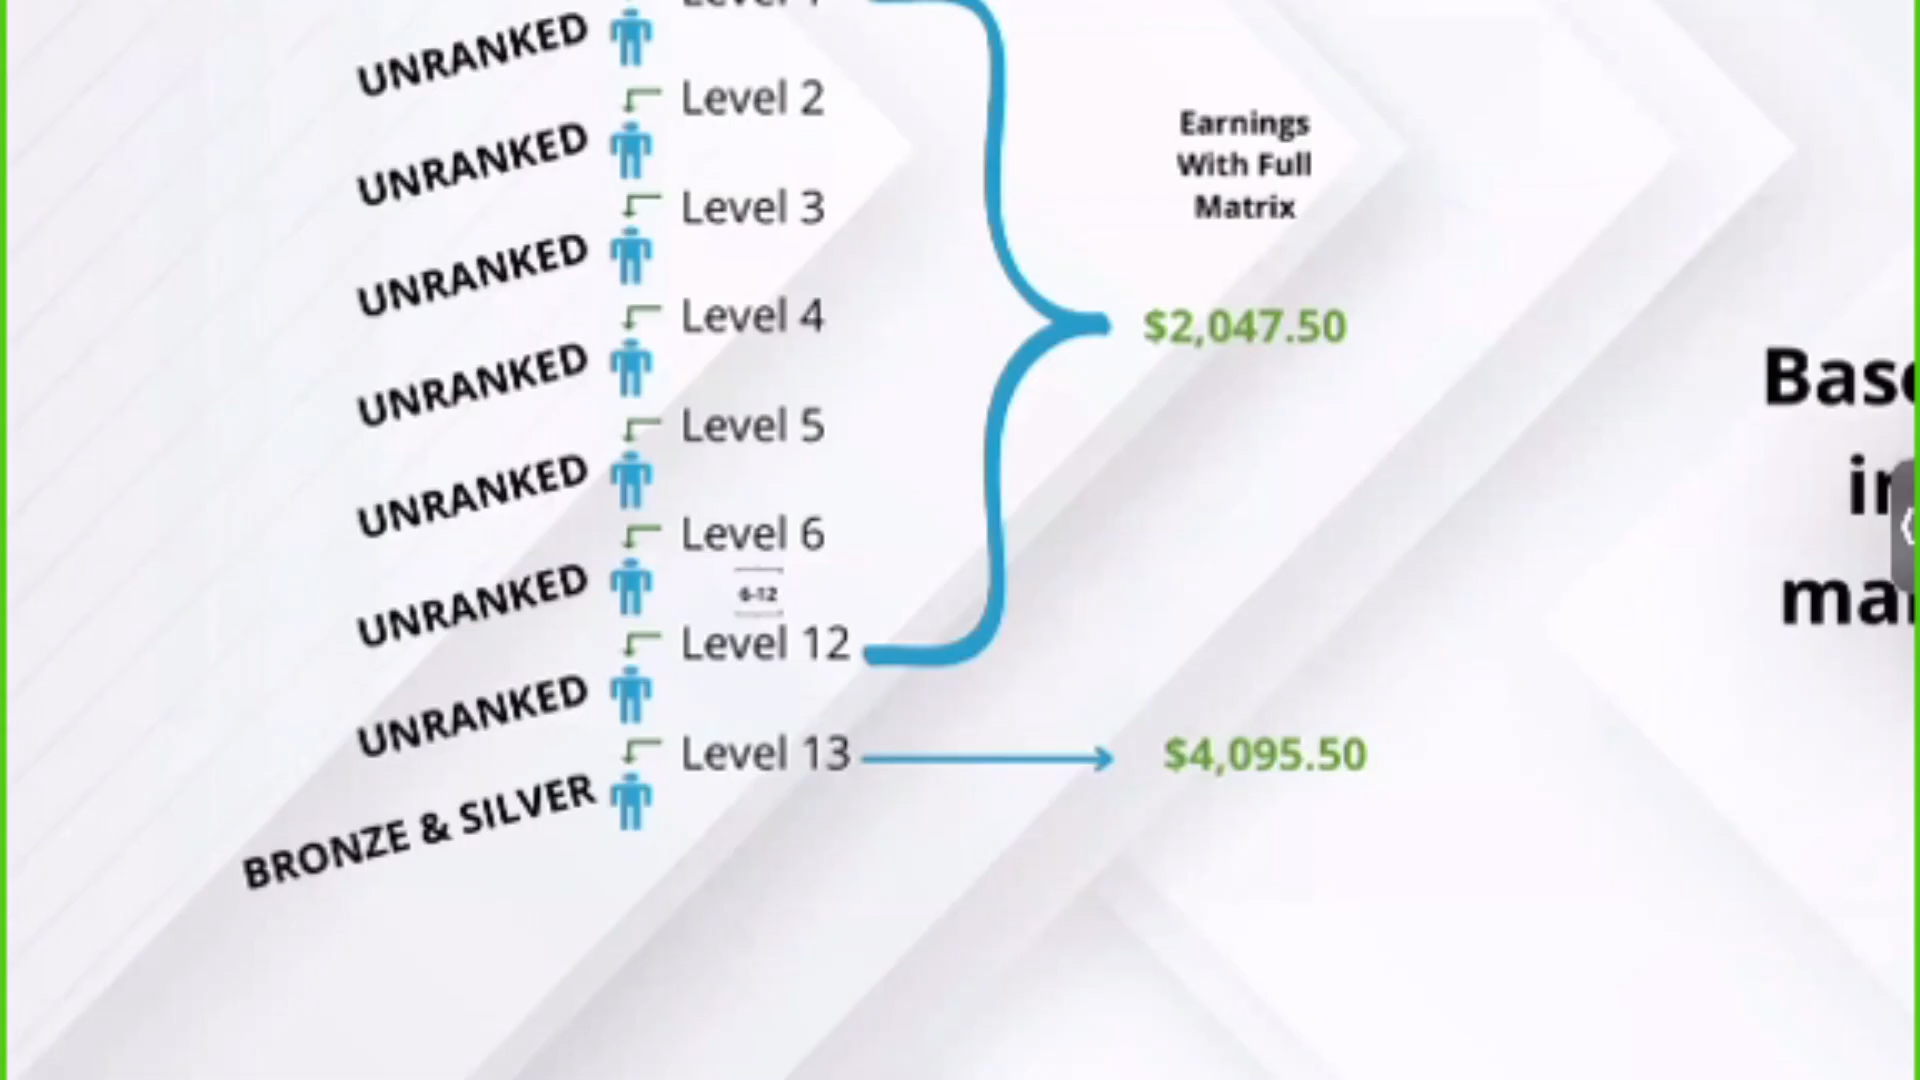 UNRANKED
Level 2
UNRANKED
Level 3
UNRANKED
Level 4
UNRANKED
Level 5
UNRANKED
Level 6
UNRANKED
6-12
Level 12
UNRANKED
Level 13
BRONZE & SILVER
Earnings
With Full
Matrix
$2,047.50
$4,095.50